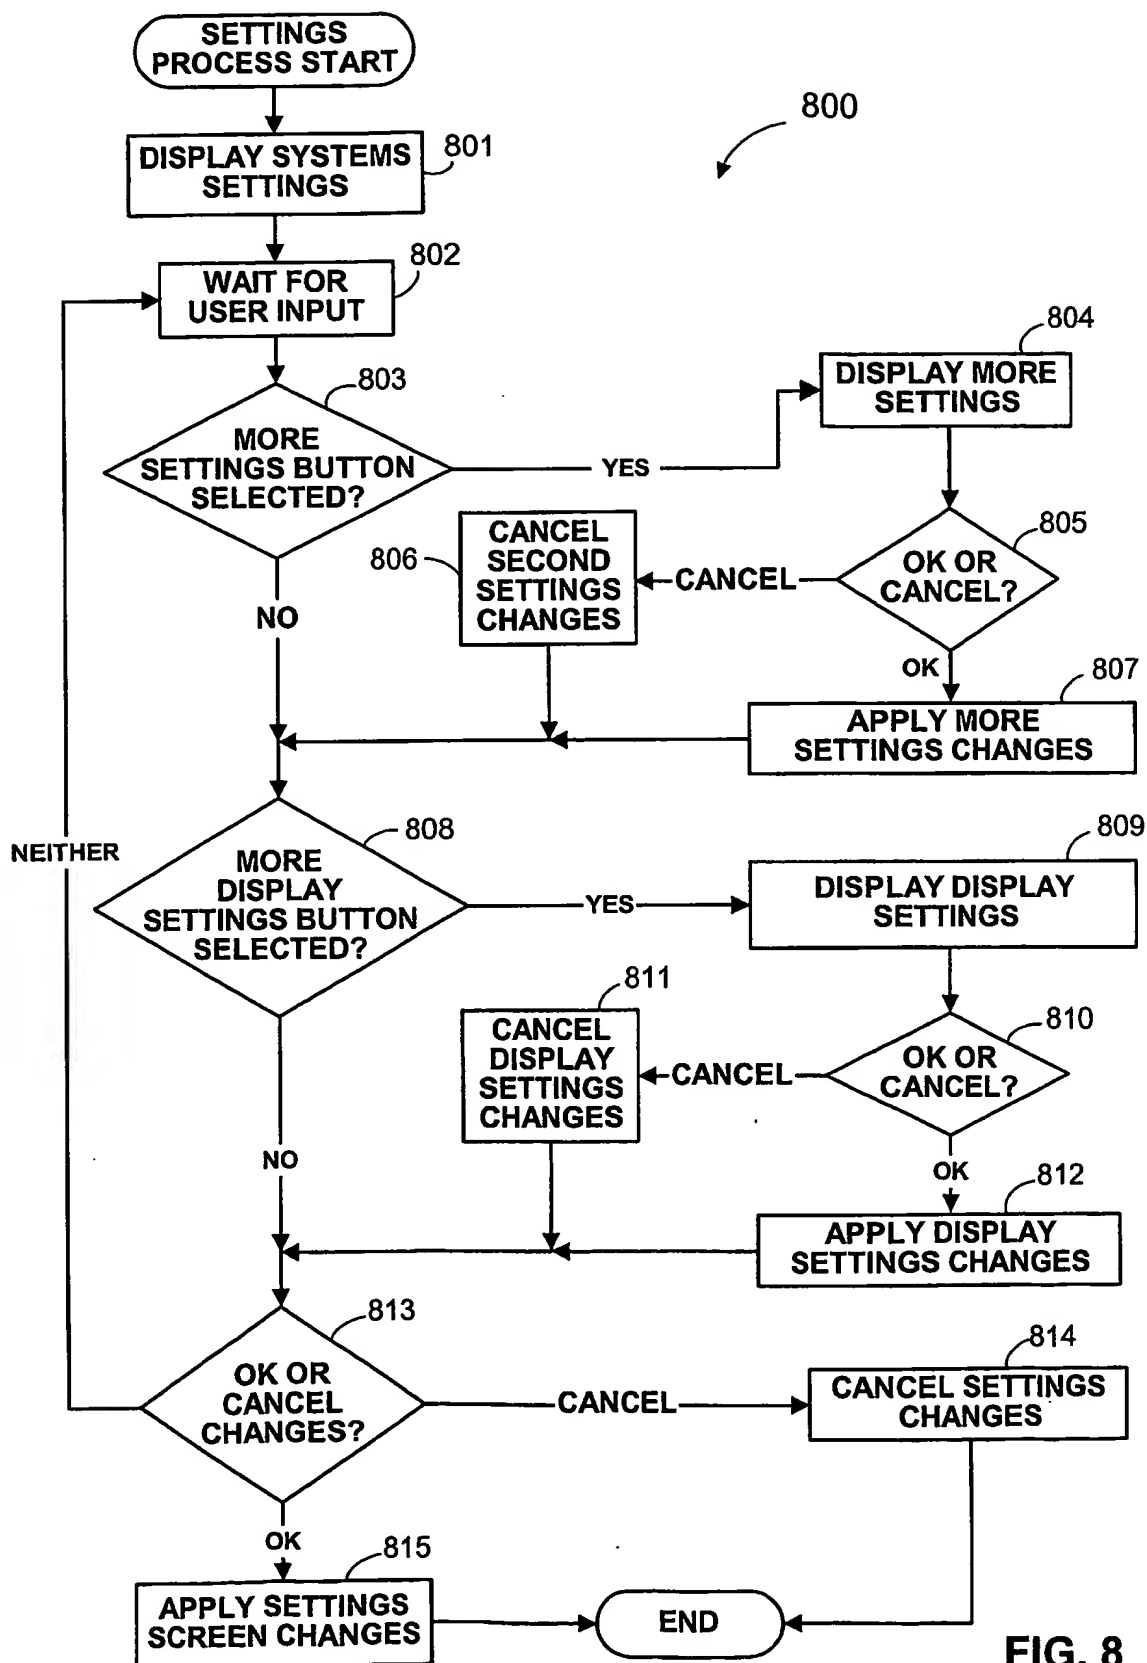 SETTINGS
PROCESS START
800
DISPLAY SYSTEMS
SETTINGS
801
WAIT FOR
USER INPUT
802
803
MORE
SETTINGS BUTTON
SELECTED?
YES
804
DISPLAY MORE
SETTINGS
805
OK OR
CANCEL?
CANCEL
806
CANCEL
SECOND
SETTINGS
CHANGES
NO
OK
807
APPLY MORE
SETTINGS CHANGES
NEITHER
808
MORE
DISPLAY
SETTINGS BUTTON
SELECTED?
YES
809
DISPLAY DISPLAY
SETTINGS
810
OK OR
CANCEL?
CANCEL
811
CANCEL
DISPLAY
SETTINGS
CHANGES
NO
OK
812
APPLY DISPLAY
SETTINGS CHANGES
813
OK OR
CANCEL
CHANGES?
CANCEL
814
CANCEL SETTINGS
CHANGES
OK
815
APPLY SETTINGS
SCREEN CHANGES
END
FIG. 8